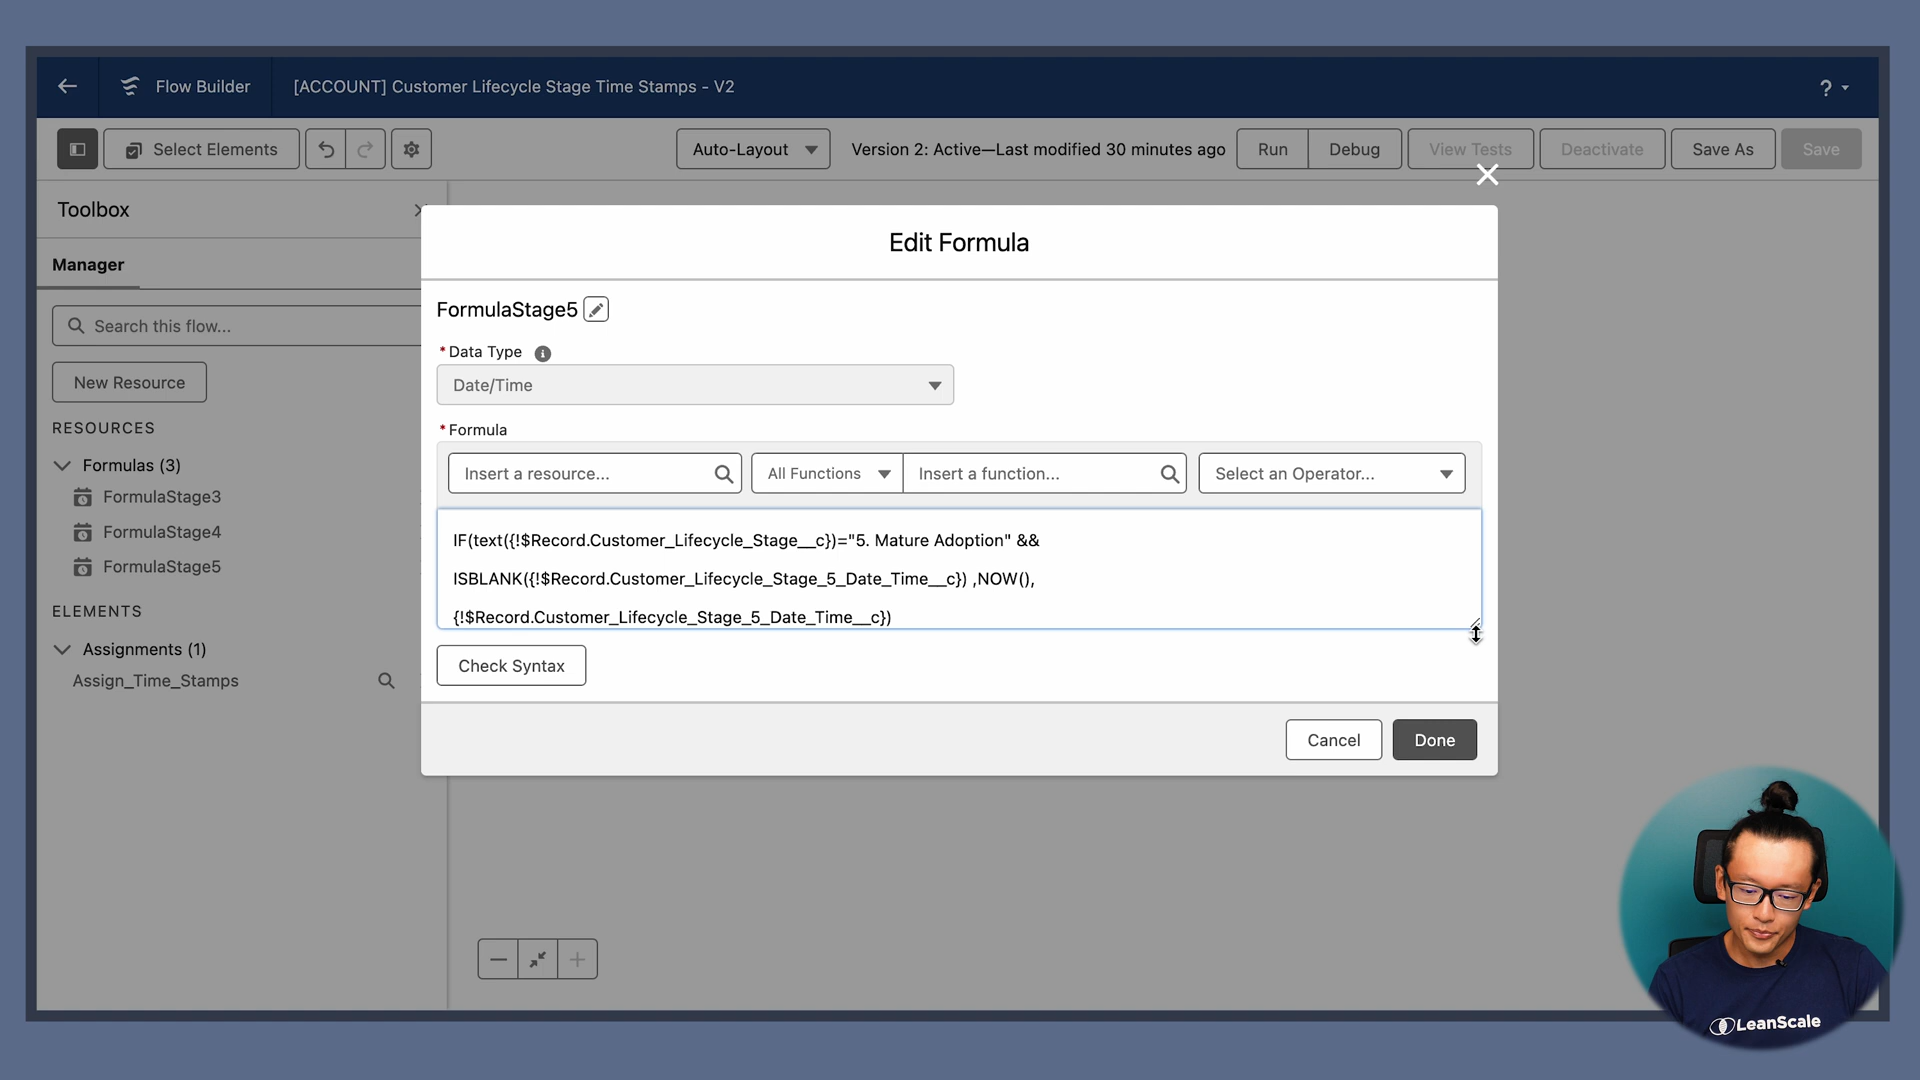 Flow Builder
[ACCOUNT] Customer Lifecycle Stage Time Stamps - V2
?
Select Elements
Auto-Layout
Version 2: Active—Last modified 30 minutes ago
Run
Debug
View Tests
Deactivate
Save As
Save
Toolbox
Manager
Search this flow...
New Resource
RESOURCES
Formulas (3)
FormulaStage3
FormulaStage4
FormulaStage5
ELEMENTS
Assignments (1)
Assign_Time_Stamps
Edit Formula
FormulaStage5
* Data Type
Date/Time
* Formula
Insert a resource...
All Functions
Insert a function...
Select an Operator...
IF(text({!$Record.Customer_Lifecycle_Stage__c})="5. Mature Adoption" &&
ISBLANK({!$Record.Customer_Lifecycle_Stage_5_Date_Time__c}) ,NOW(),
{!$Record.Customer_Lifecycle_Stage_5_Date_Time__c})
Check Syntax
Cancel
Done
LeanScale